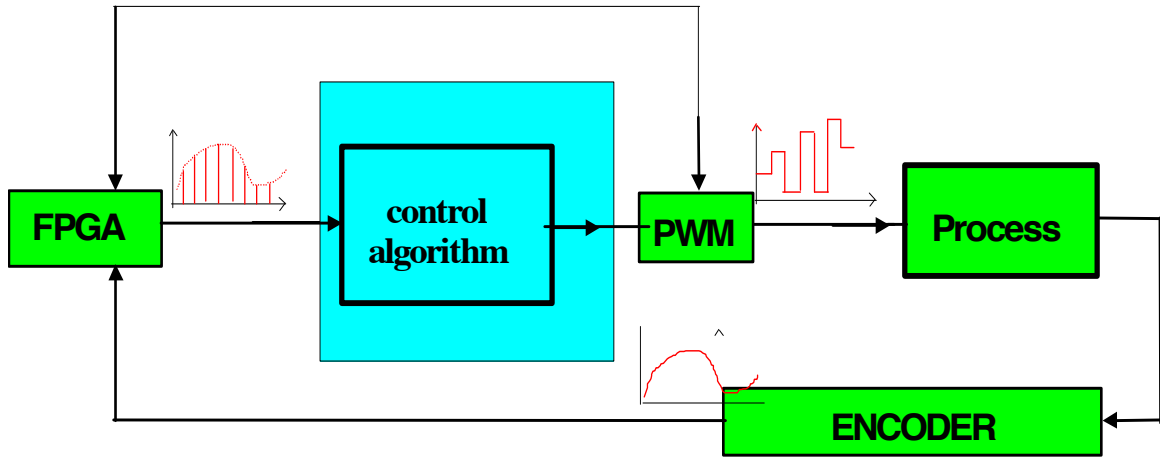 FPGA
control
algorithm
PWM
Process
ENCODER